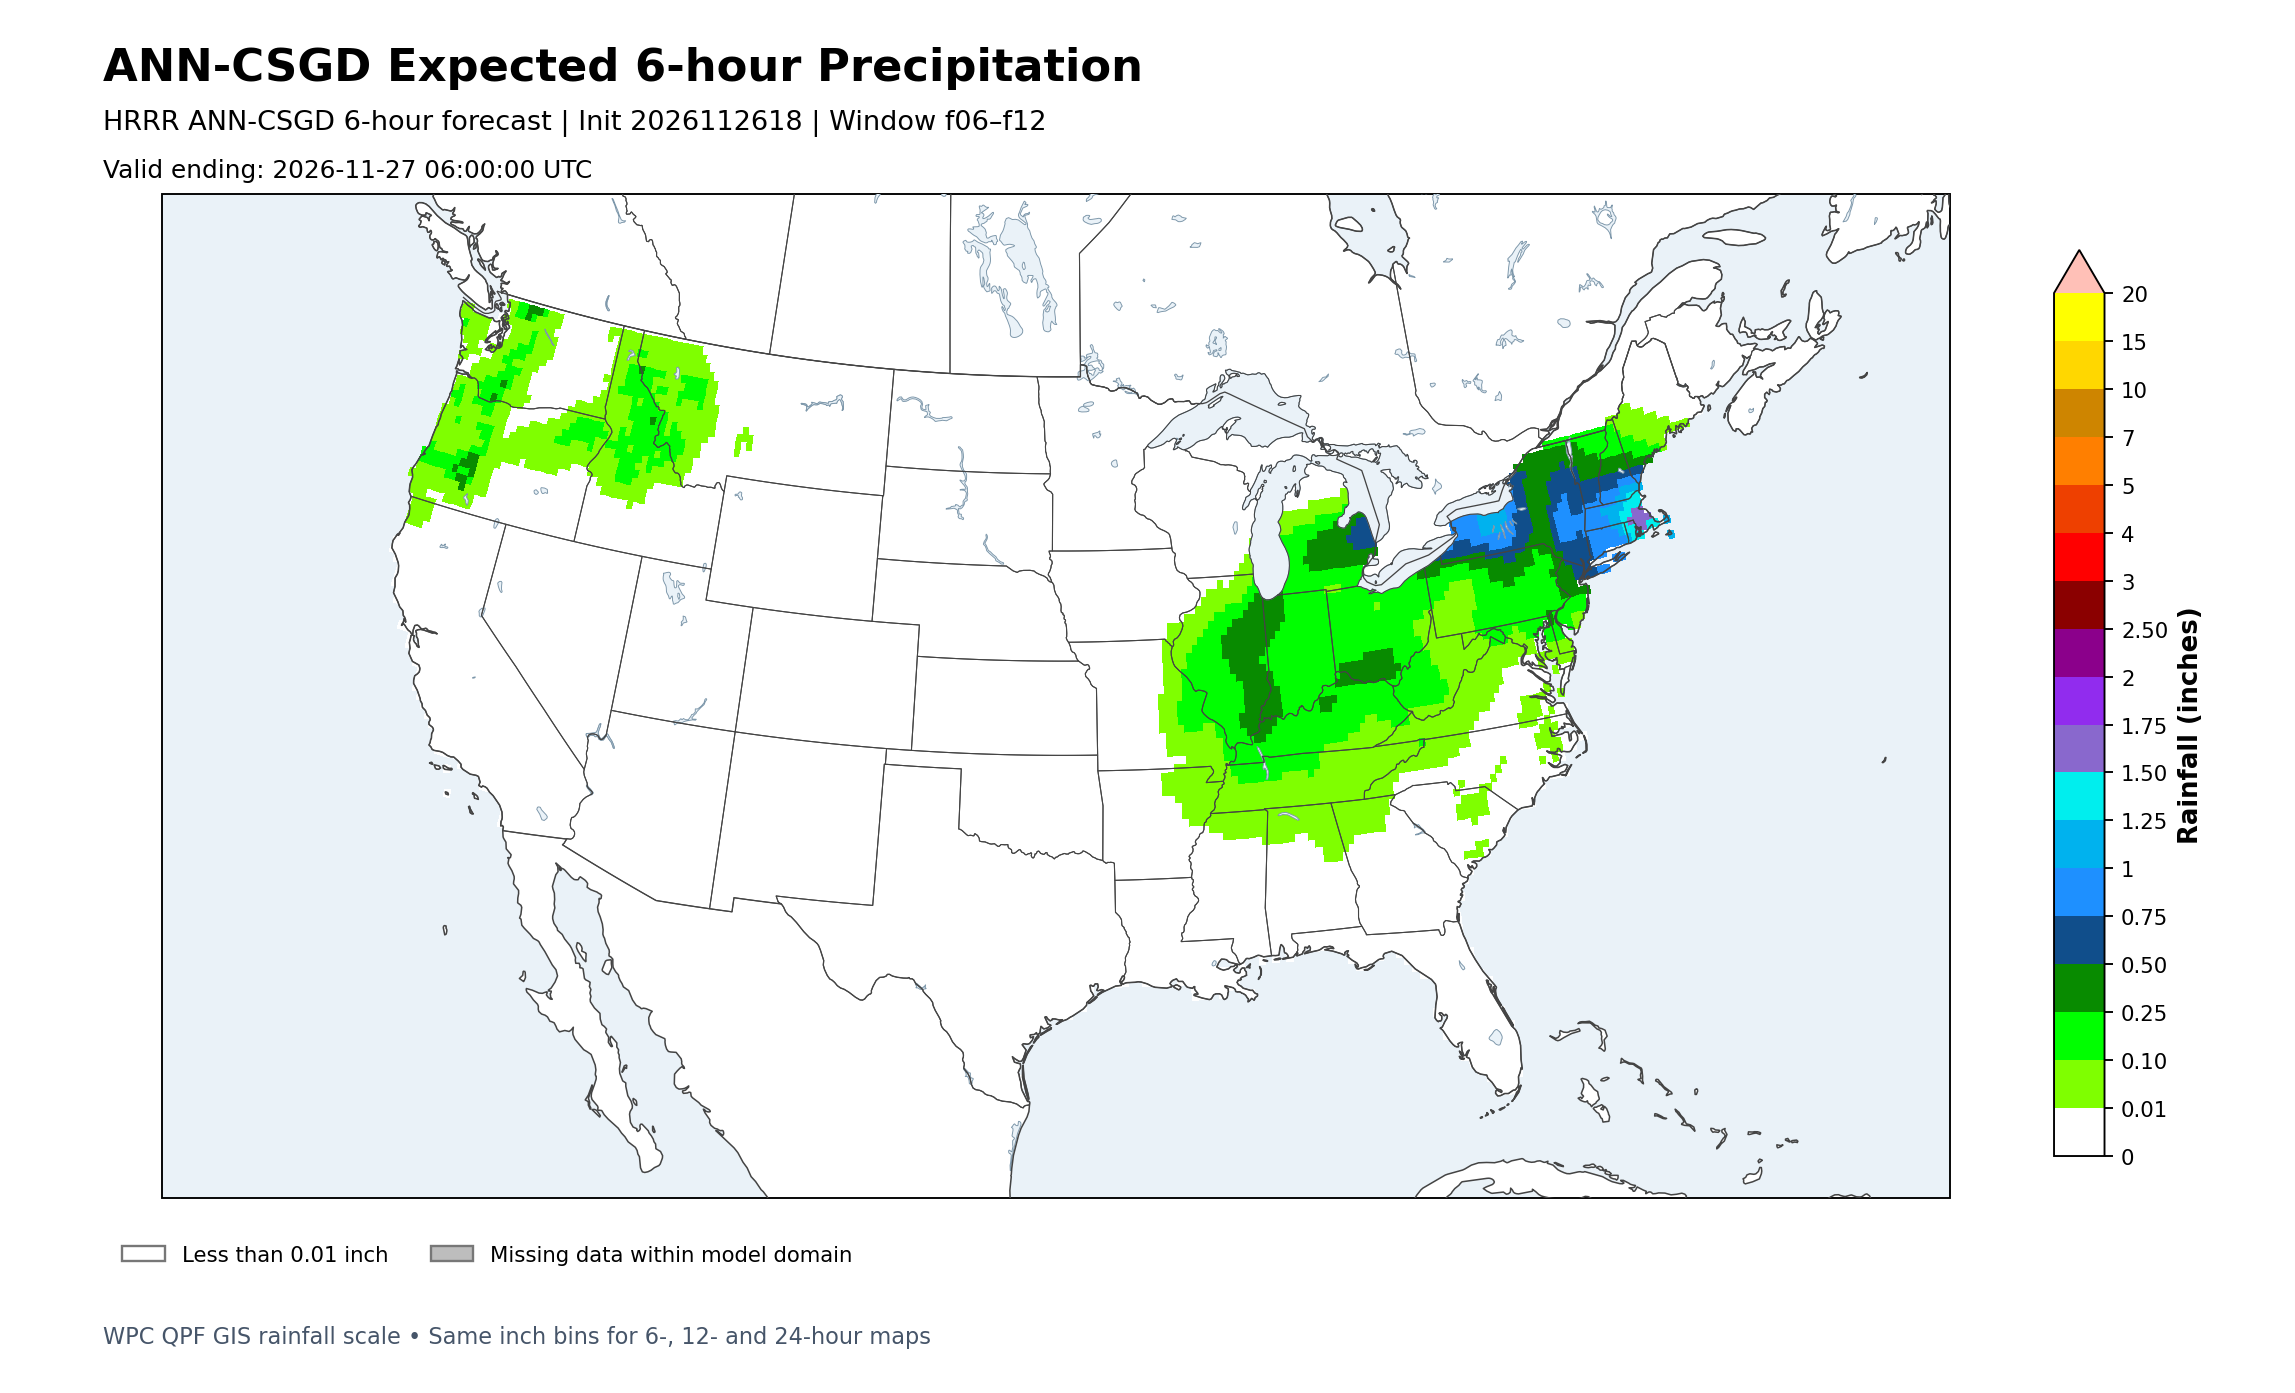 ANN-CSGD Expected 6-hour Precipitation
HRRR ANN-CSGD 6-hour forecast | Init 2026112618 | Window f06–f12
Valid ending: 2026-11-27 06:00:00 UTC
20
15
10
7
5
4
3
2.50
2
1.75
1.50
1.25
1
0.75
0.50
0.25
0.10
0.01
0
Rainfall (inches)
Less than 0.01 inch
Missing data within model domain
WPC QPF GIS rainfall scale • Same inch bins for 6-, 12- and 24-hour maps